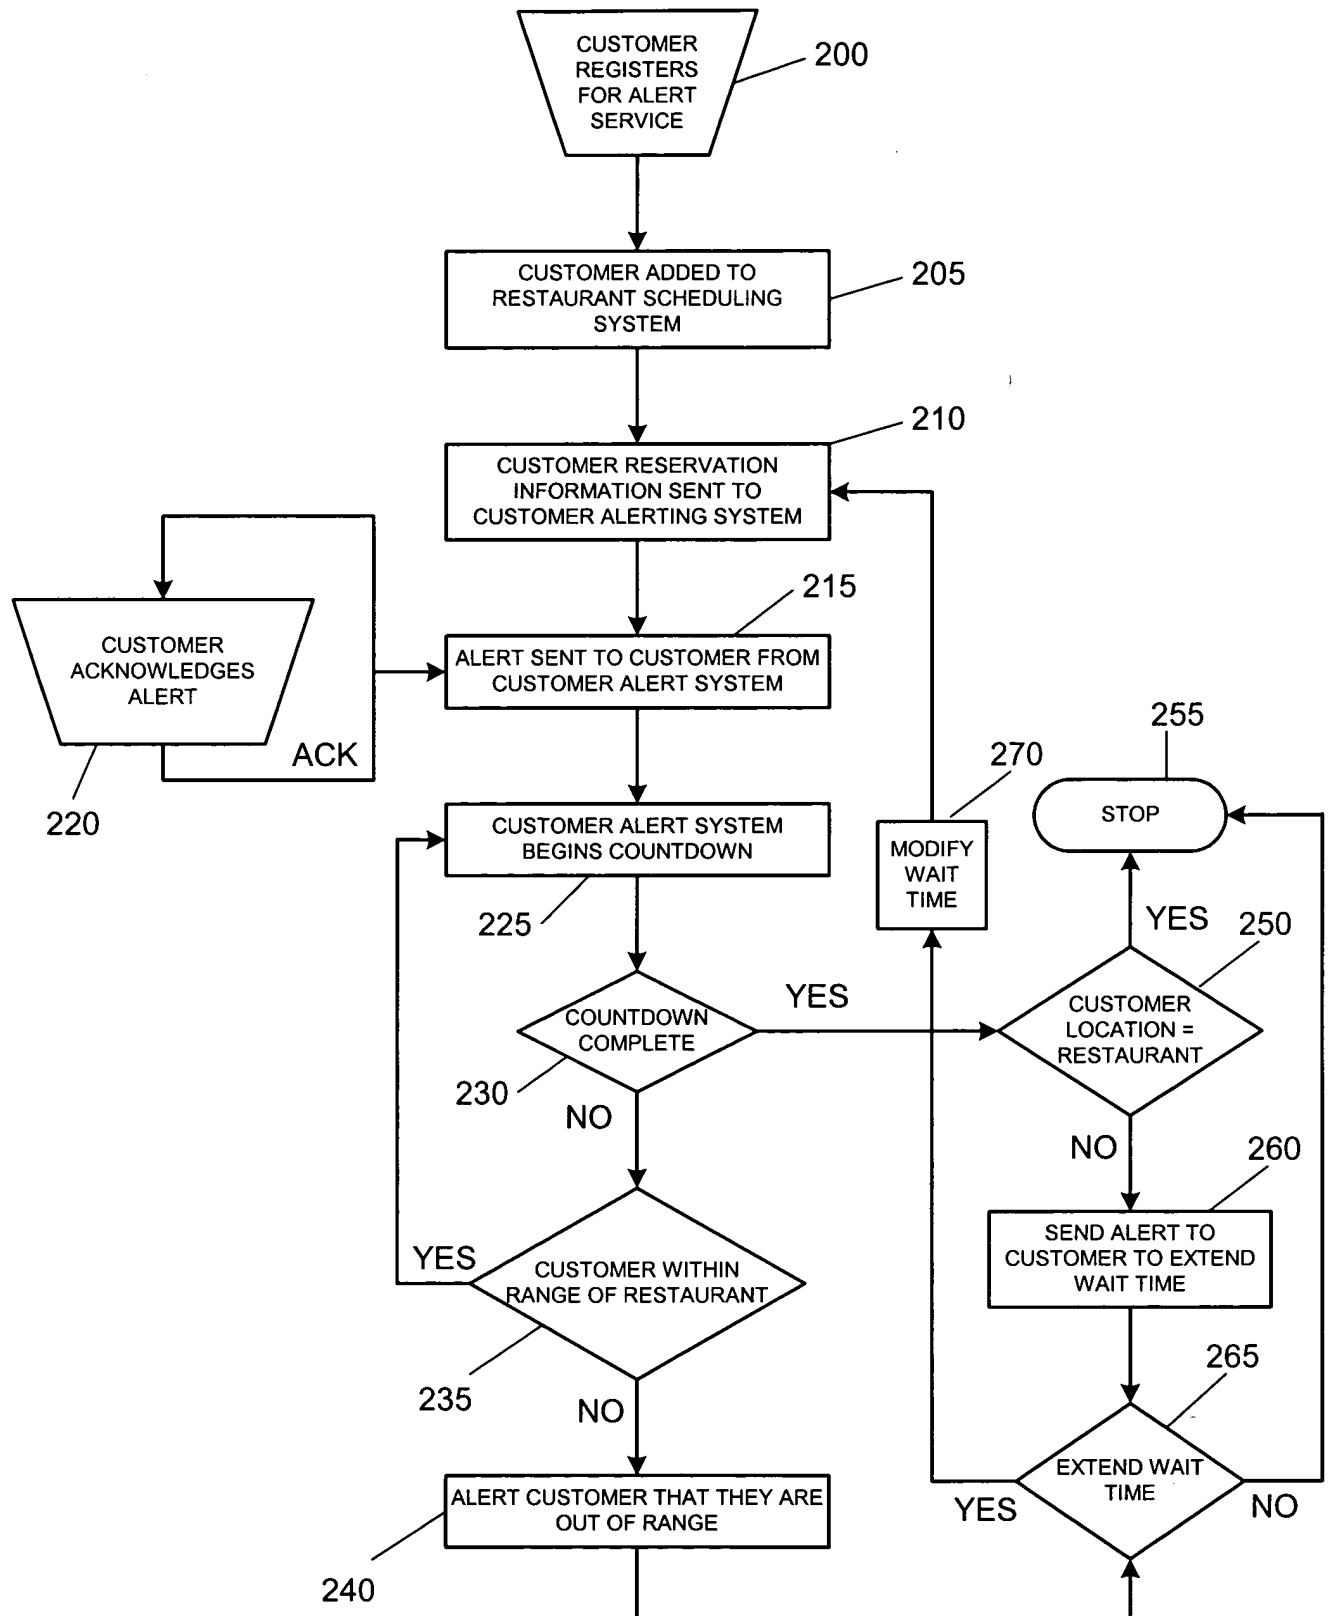 CUSTOMER
REGISTERS
FOR ALERT
SERVICE
200
CUSTOMER ADDED TO
RESTAURANT SCHEDULING
SYSTEM
205
210
CUSTOMER RESERVATION
INFORMATION SENT TO
CUSTOMER ALERTING SYSTEM
215
ALERT SENT TO CUSTOMER FROM
CUSTOMER ALERT SYSTEM
CUSTOMER
ACKNOWLEDGES
ALERT
ACK
220
CUSTOMER ALERT SYSTEM
BEGINS COUNTDOWN
225
COUNTDOWN
COMPLETE
230
YES
NO
CUSTOMER WITHIN
RANGE OF RESTAURANT
YES
235
NO
ALERT CUSTOMER THAT THEY ARE
OUT OF RANGE
240
255
STOP
270
MODIFY
WAIT
TIME
YES
250
CUSTOMER
LOCATION =
RESTAURANT
NO
260
SEND ALERT TO
CUSTOMER TO EXTEND
WAIT TIME
265
EXTEND WAIT
TIME
YES
NO